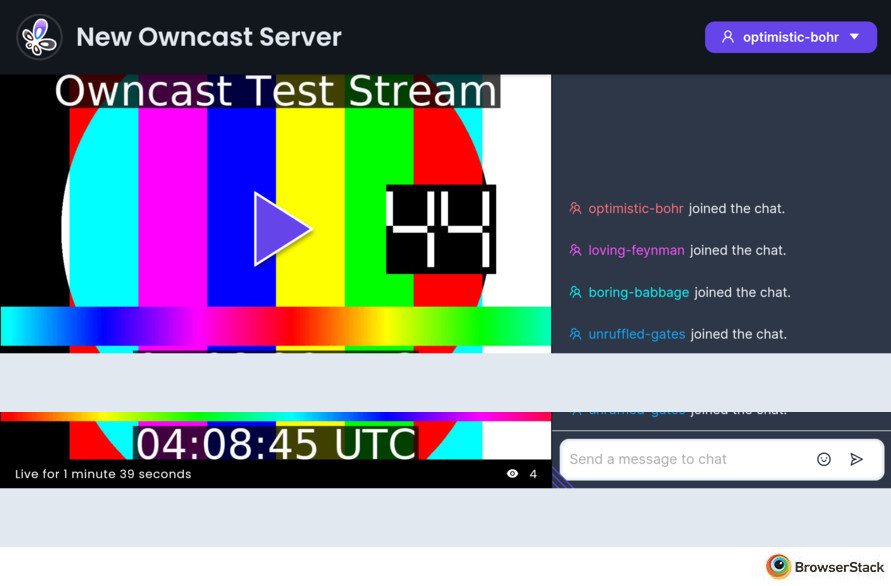 New Owncast Server
optimistic-bohr
Owncast Test Stream
44
optimistic-bohr joined the chat.
loving-feynman joined the chat.
boring-babbage joined the chat.
unruffled-gates joined the chat.
unruffled-gates joined the chat.
04:08:45 UTC
Live for 1 minute 39 seconds
4
Send a message to chat
BrowserStack